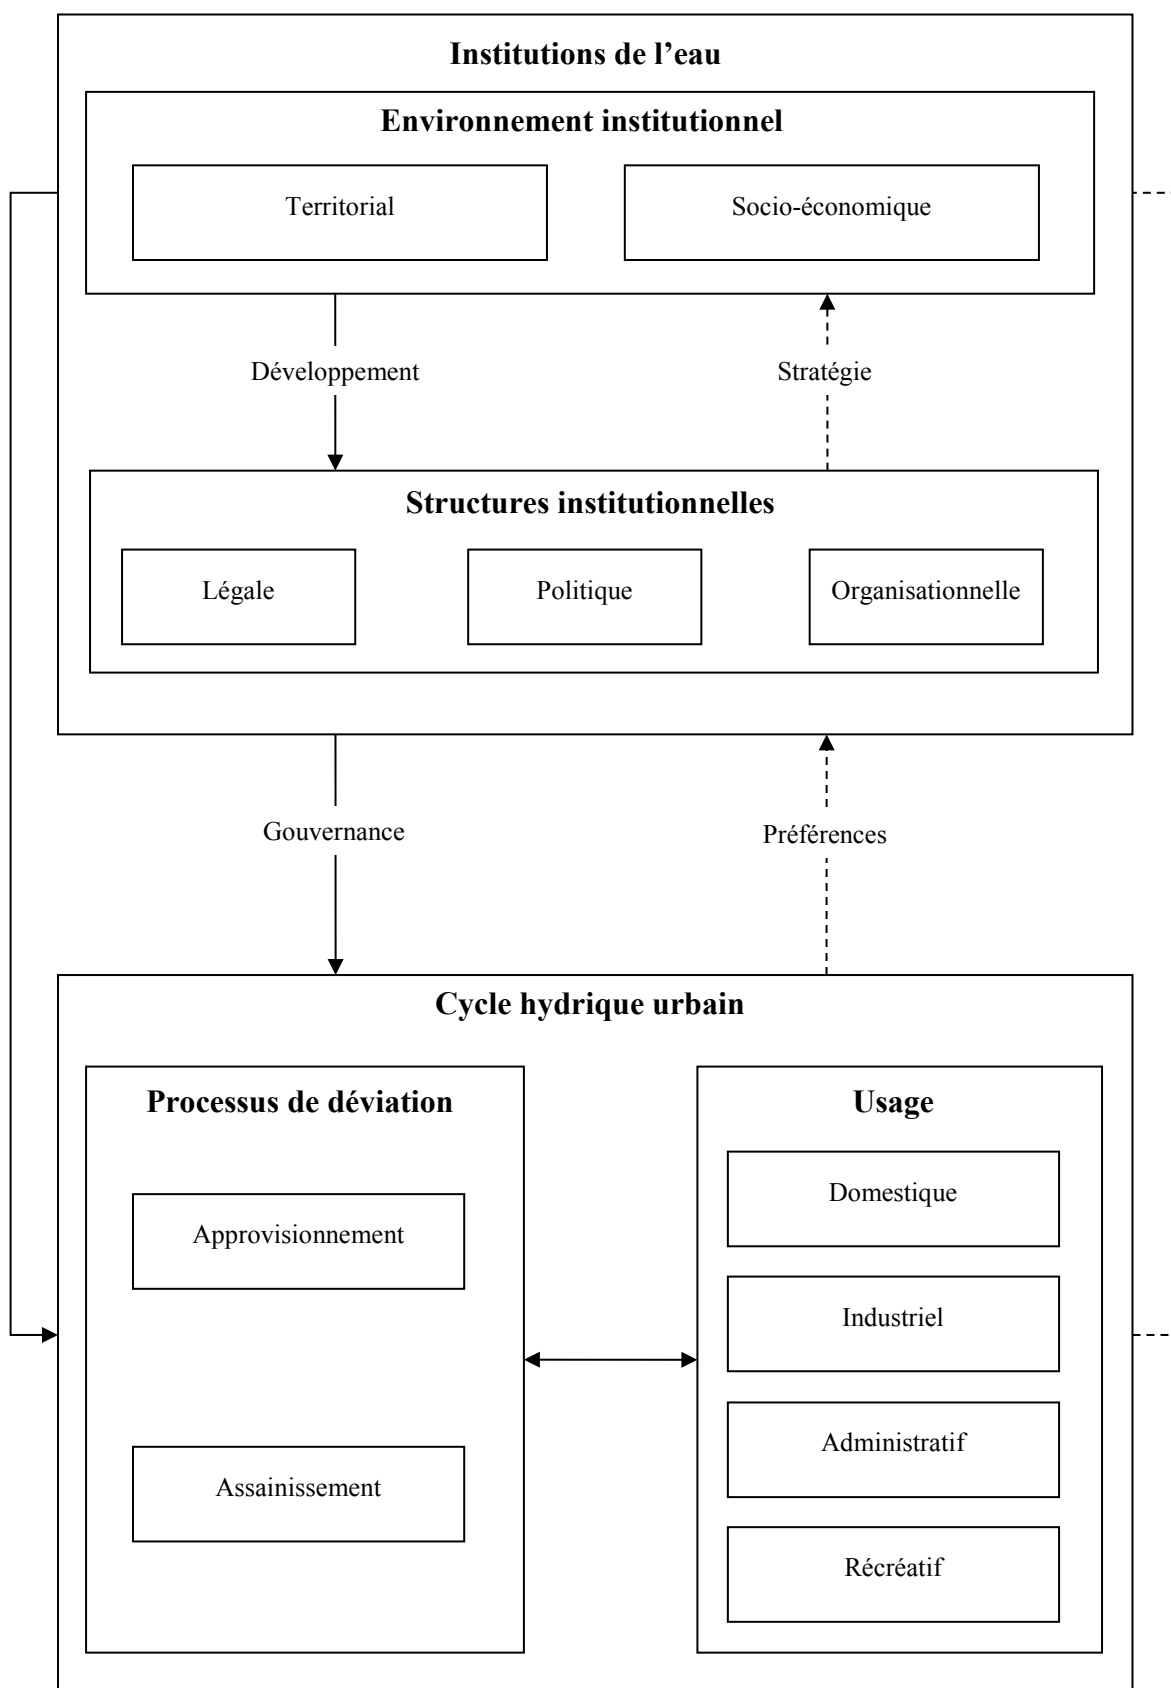 Institutions de l’eau
Environnement institutionnel
Territorial
Socio-économique
Développement
Stratégie
Structures institutionnelles
Légale
Politique
Organisationnelle
Gouvernance
Préférences
Cycle hydrique urbain
Processus de déviation
Approvisionnement
Assainissement
Usage
Domestique
Industriel
Administratif
Récréatif